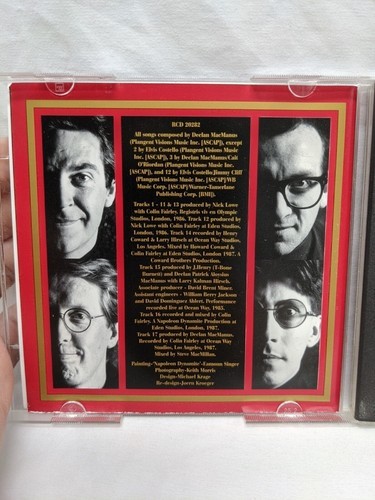 RCD 20282
All songs composed by Declan MacManus
(Plangent Visions Music Inc. [ASCAP]), except
2 by Elvis Costello (Plangent Visions Music
Inc. [ASCAP]), 3 by Declan MacManus/Cait
O'Riordan (Plangent Visions Music Inc.
[ASCAP]), and 12 by Elvis Costello/Jimmy Cliff
(Plangent Visions Music Inc. [ASCAP]/WB
Music Corp. [ASCAP]/Warner-Tamerlane
Publishing Corp. [BMI]).
Tracks 1 - 11 & 13 produced by Nick Lowe
with Colin Fairley, Regisirls vis en Olympic
Studios, London, 1986. Track 12 produced by
Nick Lowe with Colin Fairley at Eden Studios,
London, 1986. Track 14 recorded by Henry
Coward & Larry Hirsch at Ocean Way Studios,
Los Angeles. Mixed by Howard Coward &
Colin Fairley at Eden Studios, London 1987. A
Coward Brothers Production.
Track 15 produced by J.Henry (T-Bone
Burnett) and Declan Patrick Aloysius
MacManus with Larry Kalman Hirsch.
Associate producer - David Brent Miner.
Assistant engineers - William Henry Jackson
and David Dominguez Ahlert. Performance
recorded live at Ocean Way, 1985.
Track 16 recorded and mixed by Colin
Fairley. A Napoleon Dynamite Production at
Eden Studios, London, 1987.
Track 17 produced by Declan MacManus.
Recorded by Colin Fairley at Ocean Way
Studios, Los Angeles, 1987.
Mixed by Steve MacMillan.
Painting-"Napoleon Dynamite"-Eamonn Singer
Photography-Keith Morris
Design-Michael Krage
Re-design-Joern Kroeger